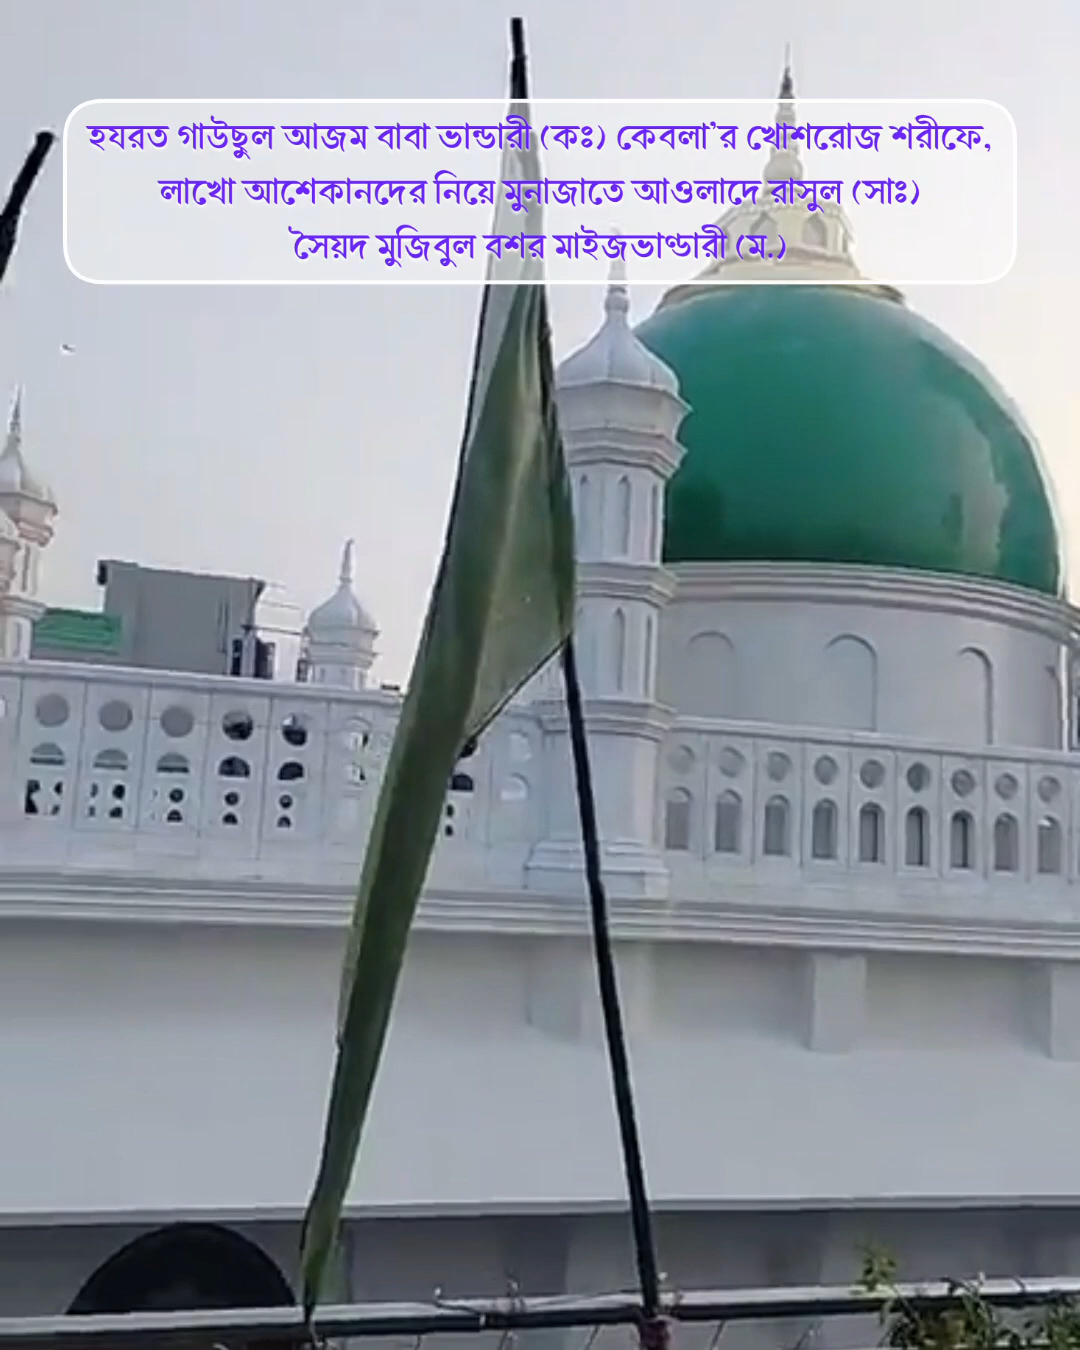 হযরত গাউছুল আজম বাবা ভান্ডারী (কঃ) কেবলা’র খোশরোজ শরীফে,
লাখো আশেকানদের নিয়ে মুনাজাতে আওলাদে রাসুল (সাঃ)
সৈয়দ মুজিবুল বশর মাইজভাণ্ডারী (ম.)